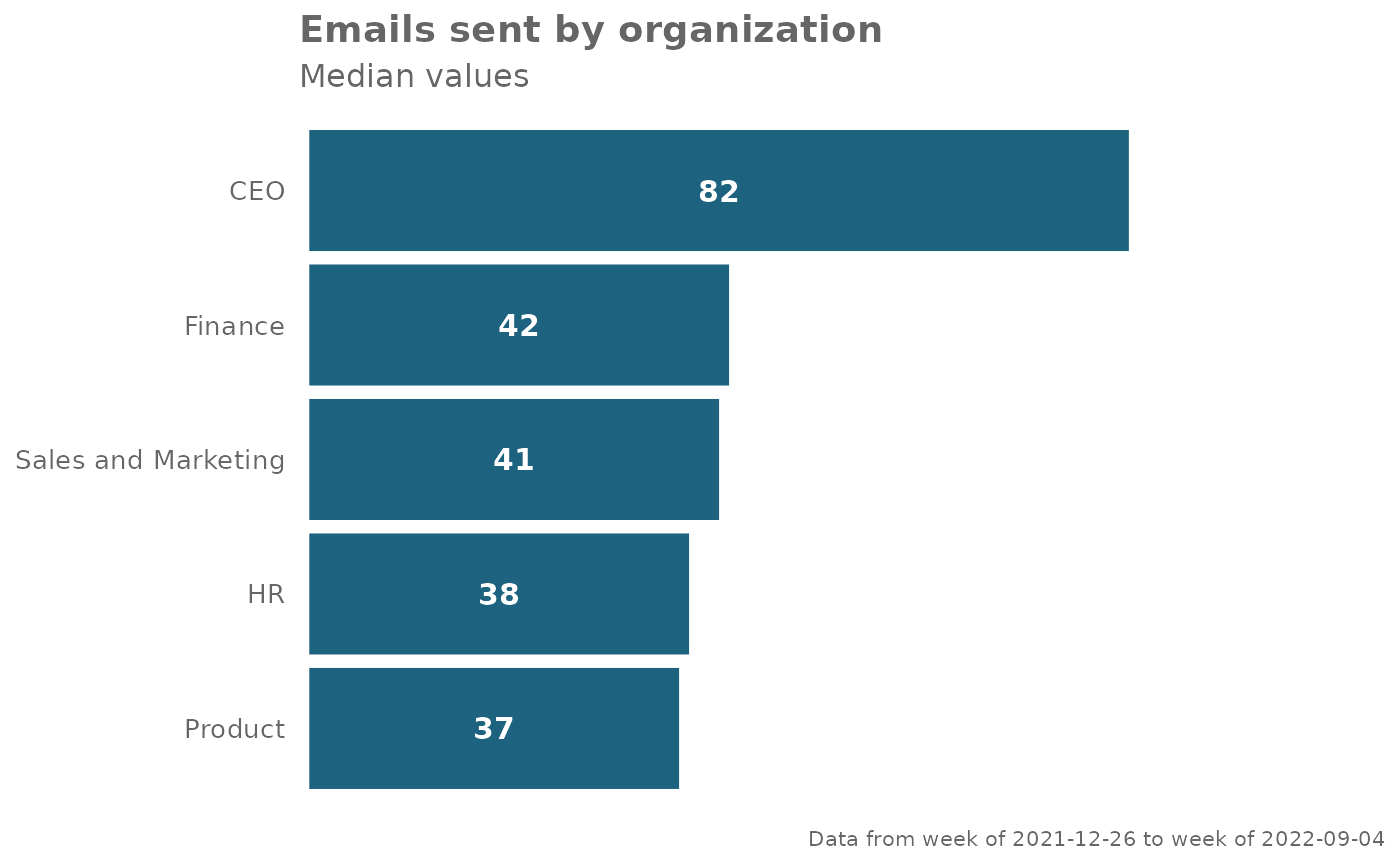 Emails sent by organization
Median values
CEO 82
Finance 42
Sales and Marketing 41
HR 38
Product 37
Data from week of 2021-12-26 to week of 2022-09-04